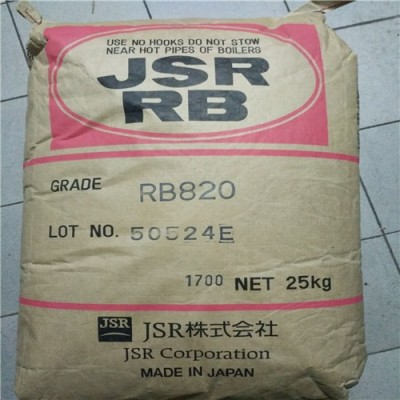 USE NO HOOKS DO NOT STOW
NEAR HOT PIPES OF BOILERS
JSR
RB
GRADE RB820
LOT NO. 50524E
1700 NET 25kg
JSR JSR株式会社
JSR Corporation
MADE IN JAPAN